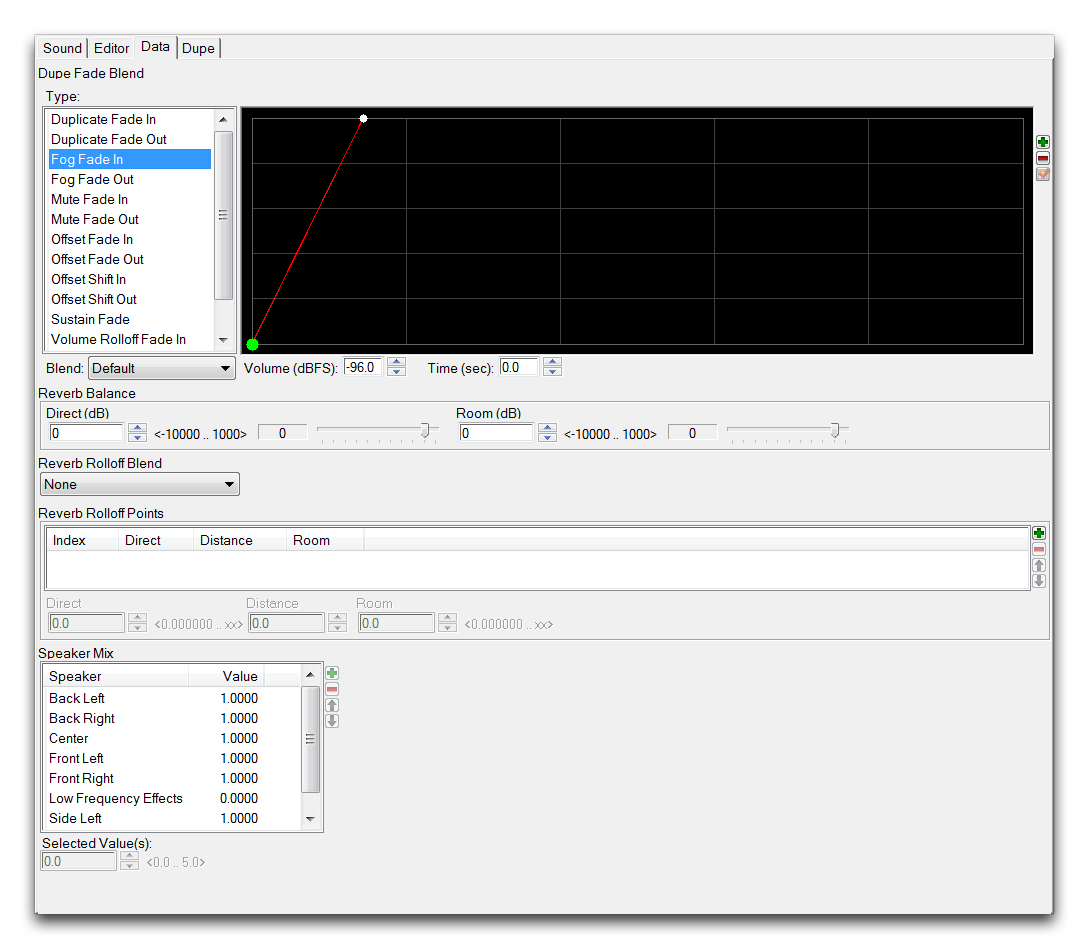 Sound Editor Data Dupe
Dupe Fade Blend
Type:
Duplicate Fade In
Duplicate Fade Out
Fog Fade In
Fog Fade Out
Mute Fade In
Mute Fade Out
Offset Fade In
Offset Fade Out
Offset Shift In
Offset Shift Out
Sustain Fade
Volume Rolloff Fade In
Blend: Default Volume (dBFS): -96.0 Time (sec): 0.0
Reverb Balance
Direct (dB) Room (dB)
0 <-10000 .. 1000> 0 0 <-10000 .. 1000> 0
Reverb Rolloff Blend
None
Reverb Rolloff Points
Index Direct Distance Room
Direct Distance Room
0.0 <0.000000 .. xx> 0.0 0.0 <0.000000 .. xx>
Speaker Mix
Speaker Value
Back Left 1.0000
Back Right 1.0000
Center 1.0000
Front Left 1.0000
Front Right 1.0000
Low Frequency Effects 0.0000
Side Left 1.0000
Selected Value(s):
0.0 <0.0 .. 5.0>